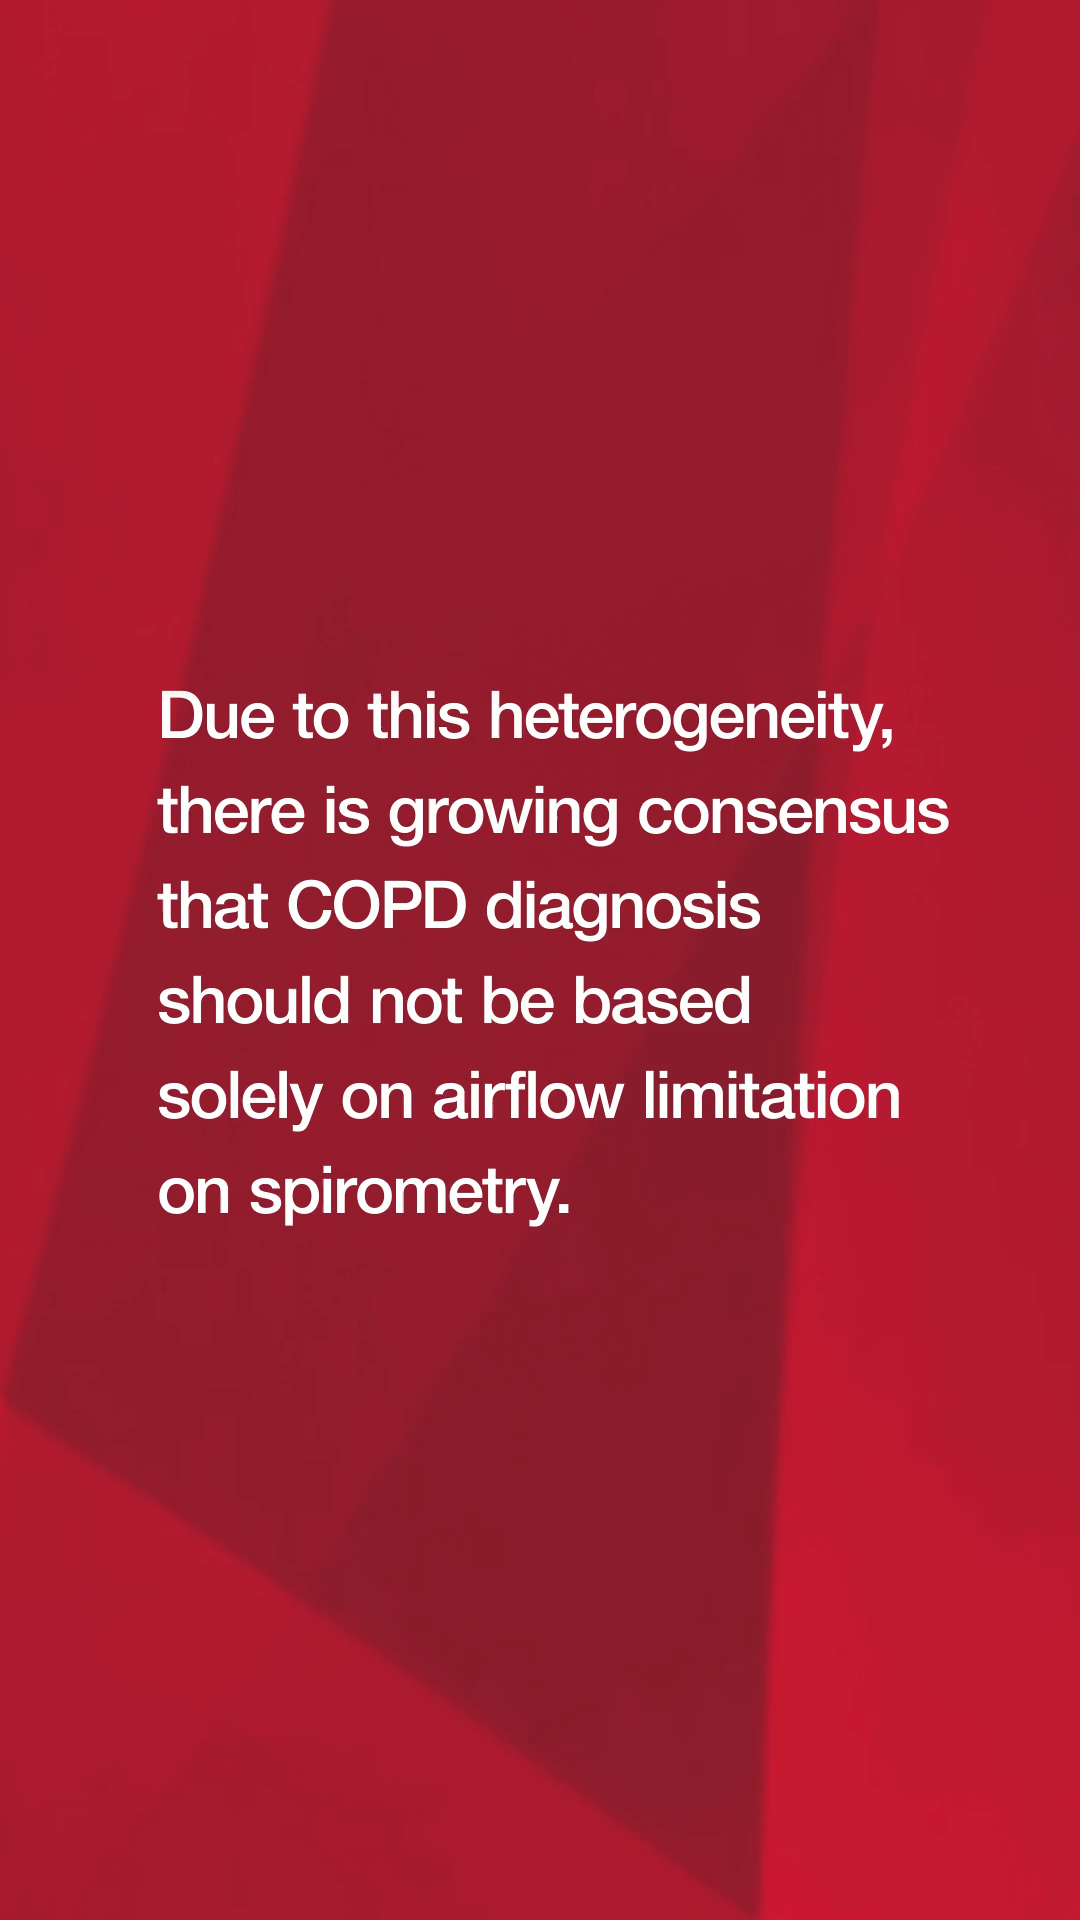 Due to this heterogeneity,
there is growing consensus
that COPD diagnosis
should not be based
solely on airflow limitation
on spirometry.